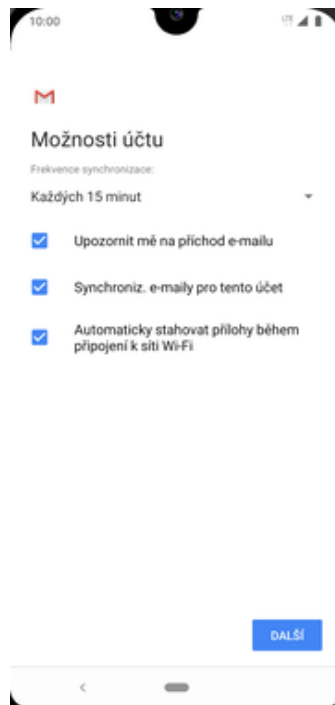 10:00
LTE
Možnosti účtu
Frekvence synchronizace:
Každých 15 minut
Upozornit mě na příchod e-mailu
Synchroniz. e-maily pro tento účet
Automaticky stahovat přílohy během
připojení k síti Wi-Fi
DALŠÍ